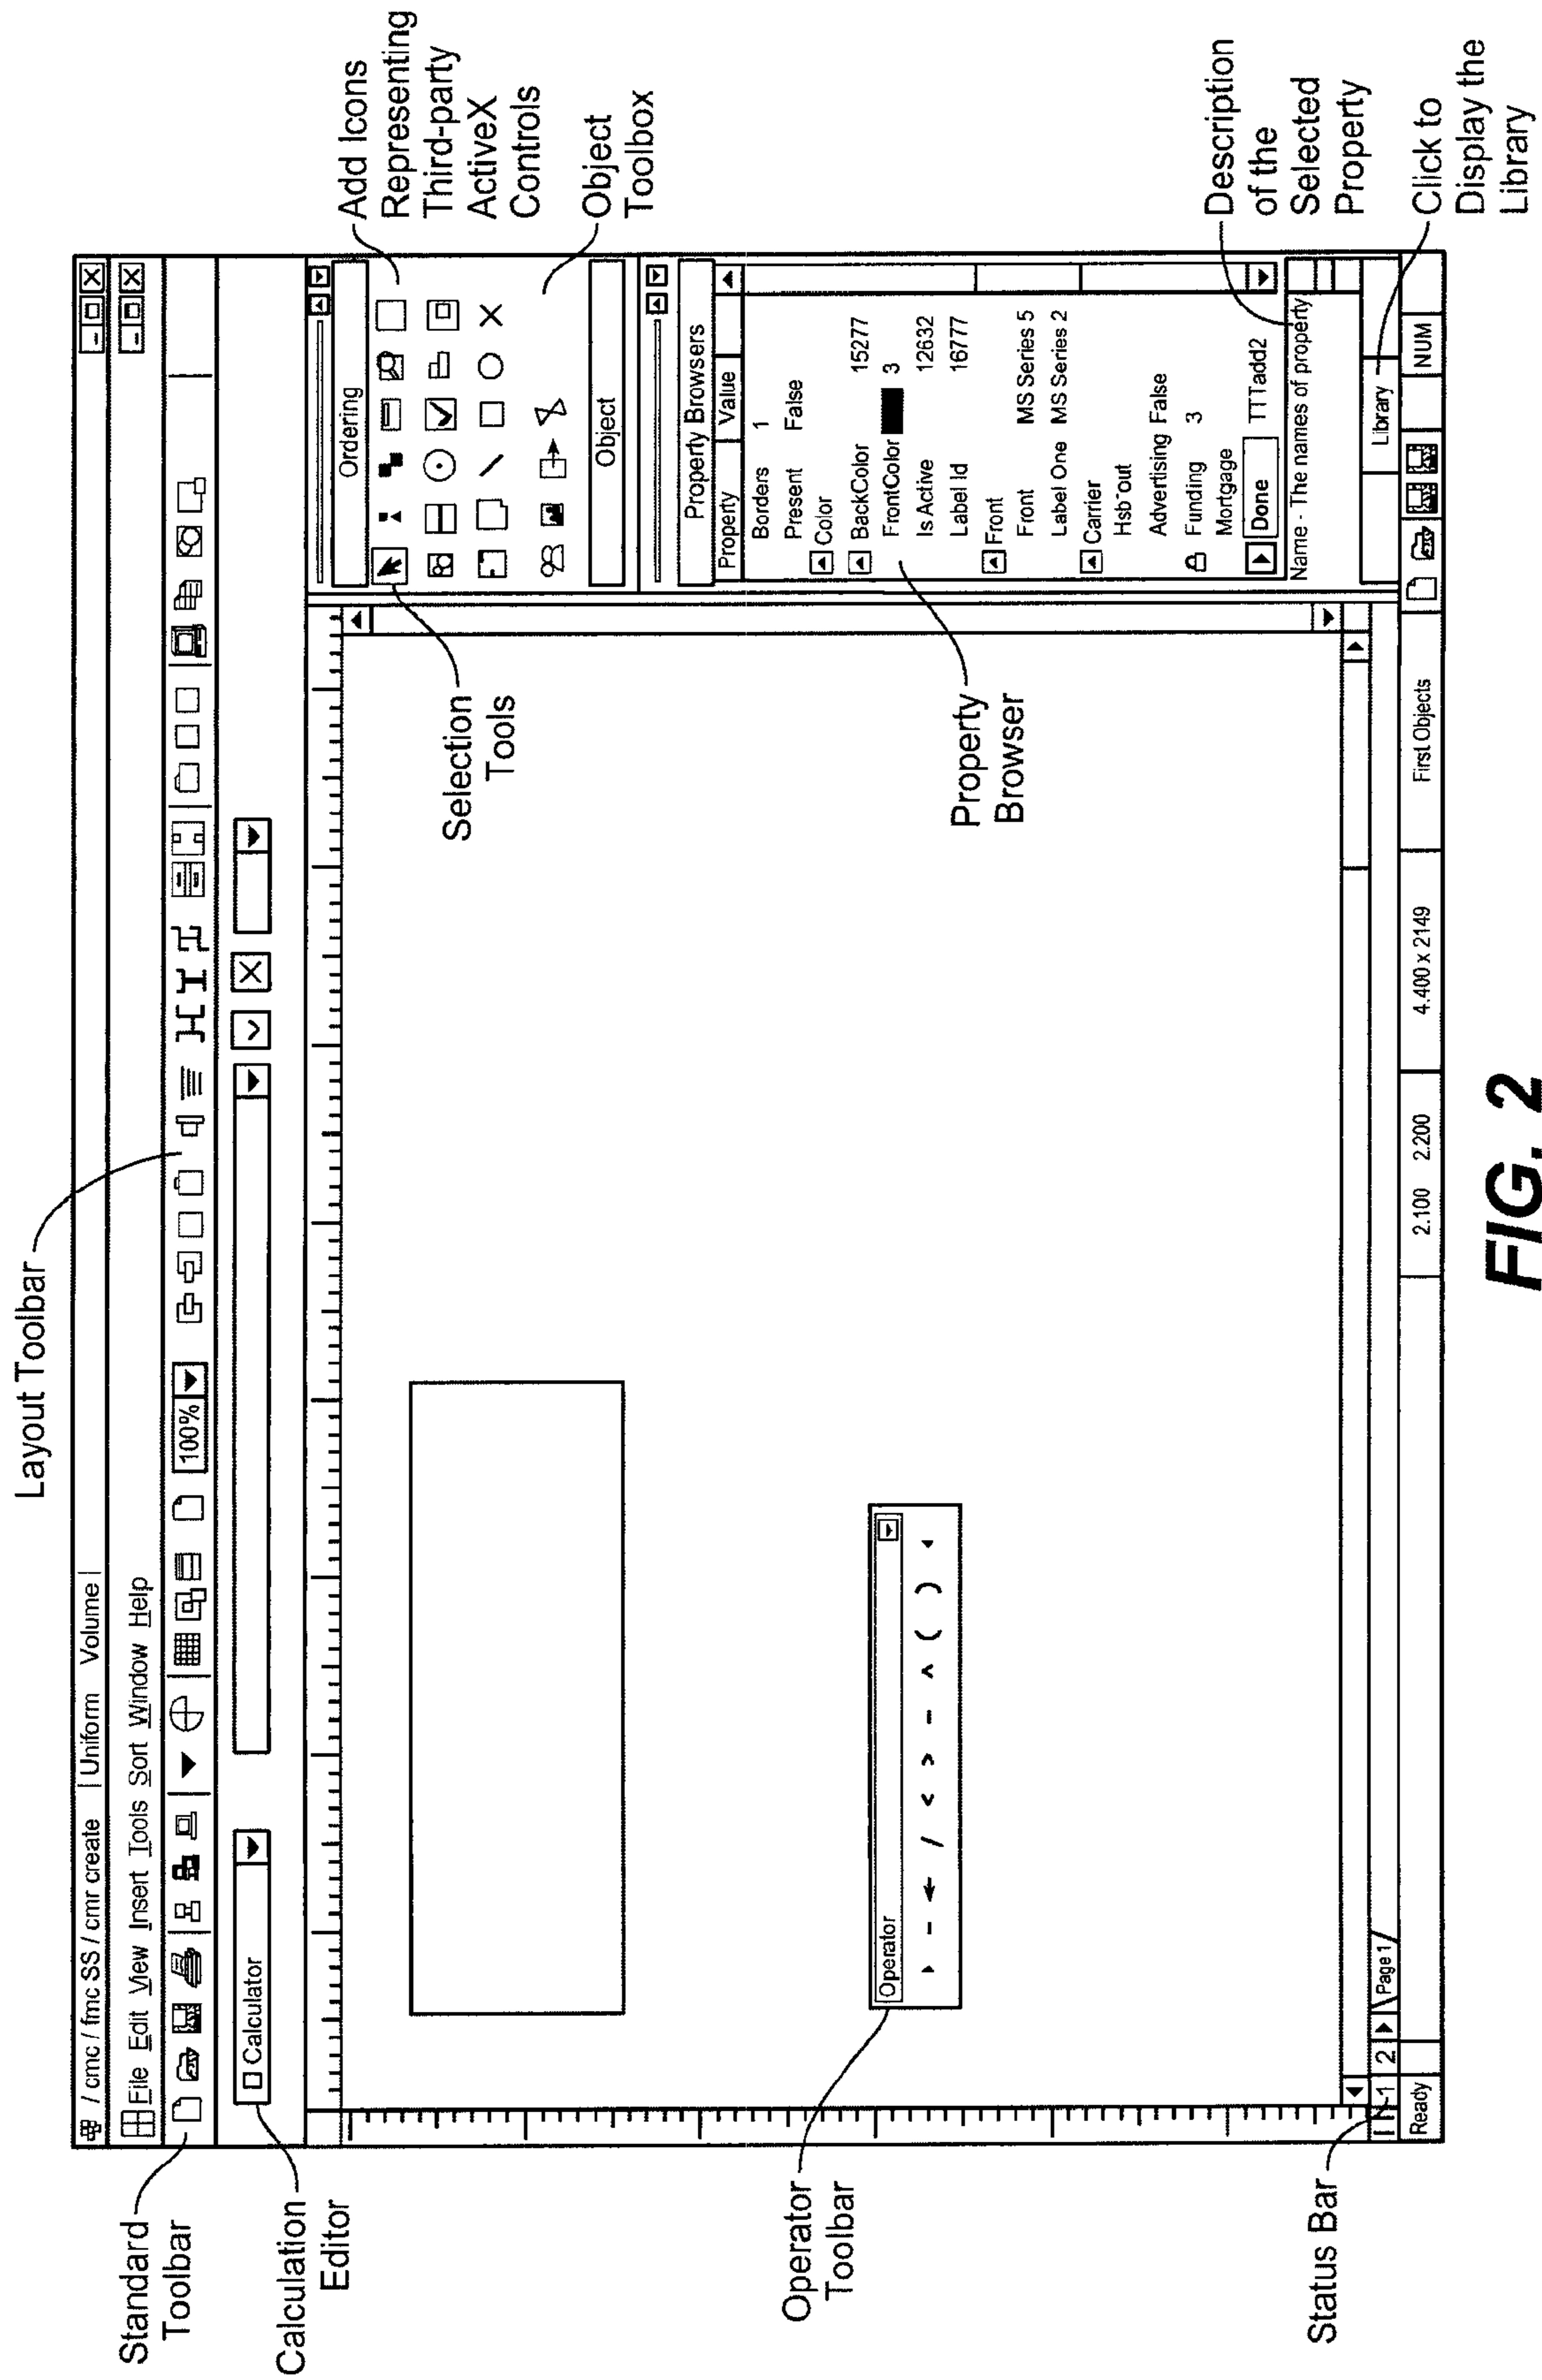 Layout Toolbar
Standard
Toolbar
Calculation
Editor
Operator
Toolbar
Status Bar
/ cmc / fmc SS / cmr create | Uniform Volume |
File Edit View Insert Tools Sort Window Help
100%
Calculator
Operator
- / < > - ^ ( )
Selection
Tools
Property
Browser
Add Icons
Representing
Third-party
ActiveX
Controls
Object
Toolbox
Description
of the
Selected
Property
Click to
Display the
Library
Ordering
Object
Property Browsers
Property Value
Borders 1
Present False
Color
BackColor 15277
FrontColor 3
Is Active 12632
Label Id 16777
Front
Front MS Series 5
Label One MS Series 2
Carrier
Hsb-out
Advertising False
Funding 3
Mortgage
Done TTTadd2
Name - The names of property
Library
2 Page 1
Ready 2.100 2.200 4.400 x 2149 First Objects NUM
FIG. 2